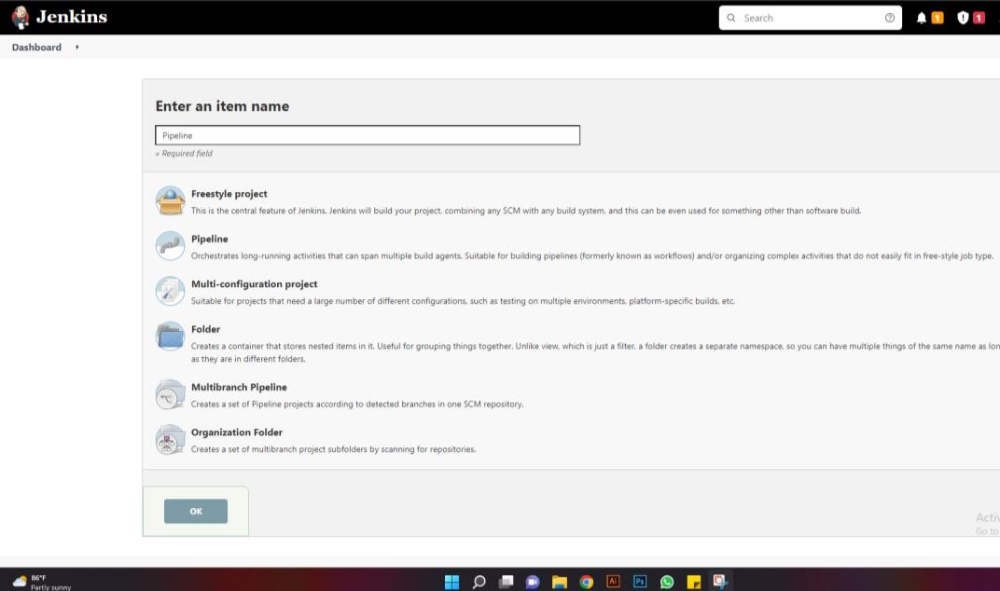 Jenkins
Search
1
1
Dashboard
Enter an item name
Pipeline
» Required field
Freestyle project
This is the central feature of Jenkins. Jenkins will build your project, combining any SCM with any build system, and this can be even used for something other than software build.
Pipeline
Orchestrates long-running activities that can span multiple build agents. Suitable for building pipelines (formerly known as workflows) and/or organizing complex activities that do not easily fit in free-style job type.
Multi-configuration project
Suitable for projects that need a large number of different configurations, such as testing on multiple environments, platform-specific builds, etc.
Folder
Creates a container that stores nested items in it. Useful for grouping things together. Unlike view, which is just a filter, a folder creates a separate namespace, so you can have multiple things of the same name as lon
as they are in different folders.
Multibranch Pipeline
Creates a set of Pipeline projects according to detected branches in one SCM repository.
Organization Folder
Creates a set of multibranch project subfolders by scanning for repositories.
OK
Activ
Go to
86°F
Partly sunny
Ai
Ps